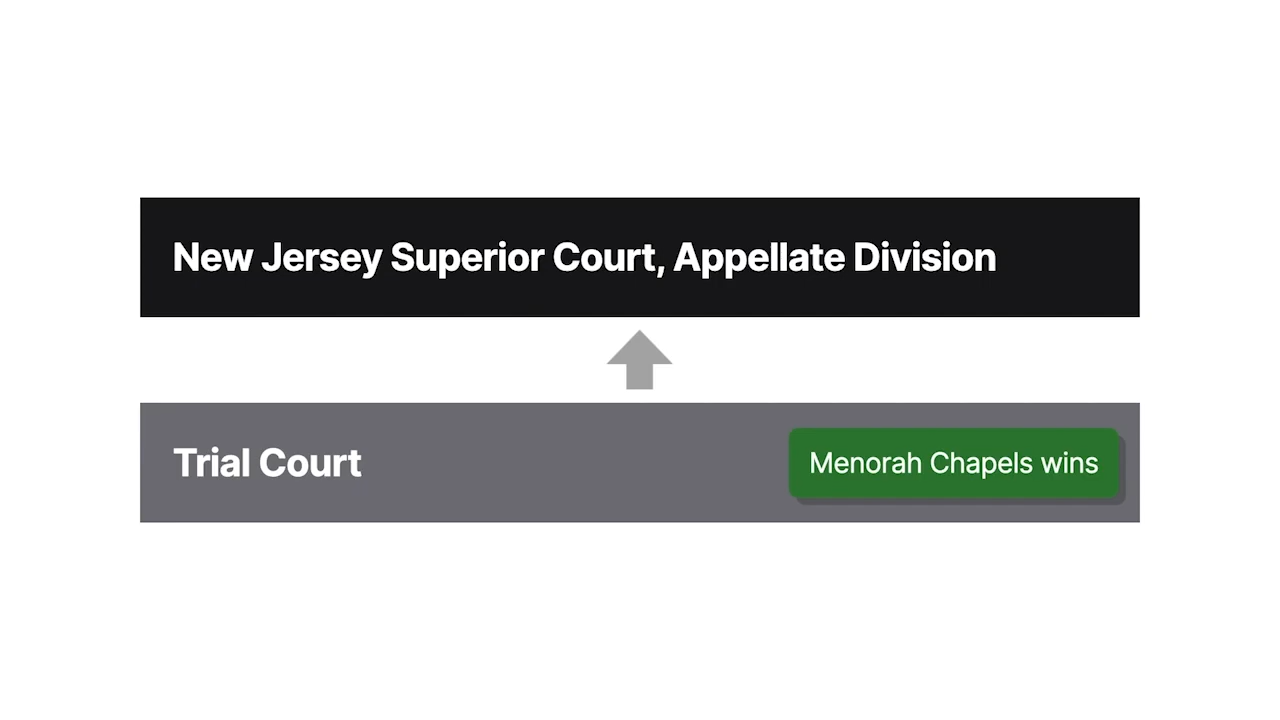 New Jersey Superior Court, Appellate Division
Trial Court
Menorah Chapels wins